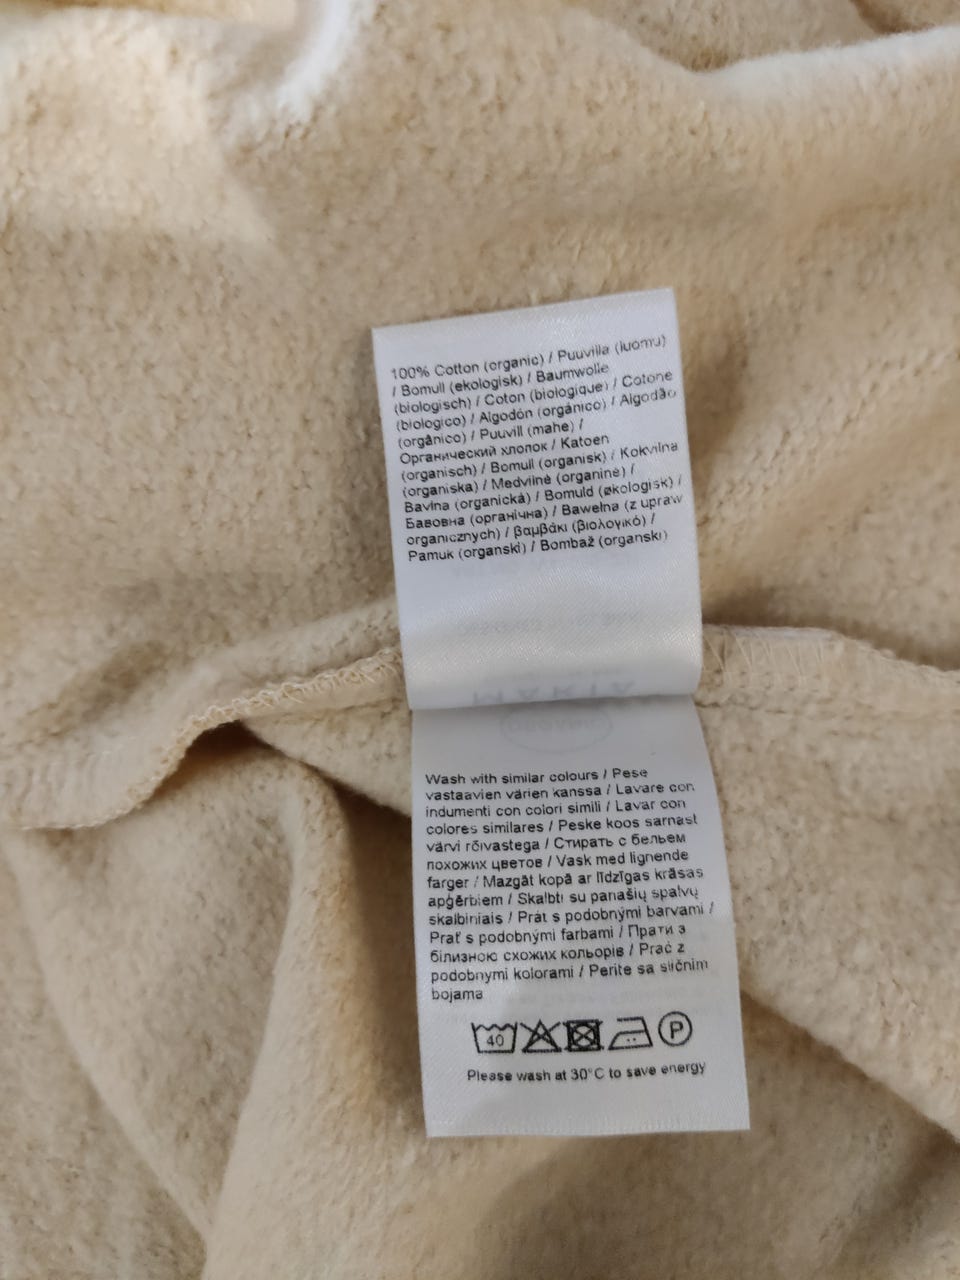 100% Cotton (organic) / Puuvilla (luomu)
/ Bomull (ekologisk) / Baumwolle
(biologisch) / Coton (biologique) / Cotone
(biologico) / Algodón (orgánico) / Algodão
(orgânico) / Puuvill (mahe) /
Органический хлопок / Katoen
(organisch) / Bomull (organisk) / Kokvilna
(organiska) / Medvilnė (organinė) /
Bavlna (organická) / Bomuld (økologisk) /
Бавовна (органічна) / Bawełna (z upraw
organicznych) / βαμβάκι (βιολογικό) /
Pamuk (organski) / Bombaž (organski)
Wash with similar colours / Pese
vastaavien värien kanssa / Lavare con
indumenti con colori simili / Lavar con
colores similares / Peske koos sarnast
värvi rõivastega / Стирать с бельем
похожих цветов / Vask med lignende
farger / Mazgāt kopā ar līdzīgas krāsas
apģērbiem / Skalbti su panašių spalvų
skalbiniais / Prát s podobnými barvami /
Prať s podobnými farbami / Прати з
білизною схожих кольорів / Prać z
podobnymi kolorami / Perite sa sličnim
bojama
40 P
Please wash at 30°C to save energy